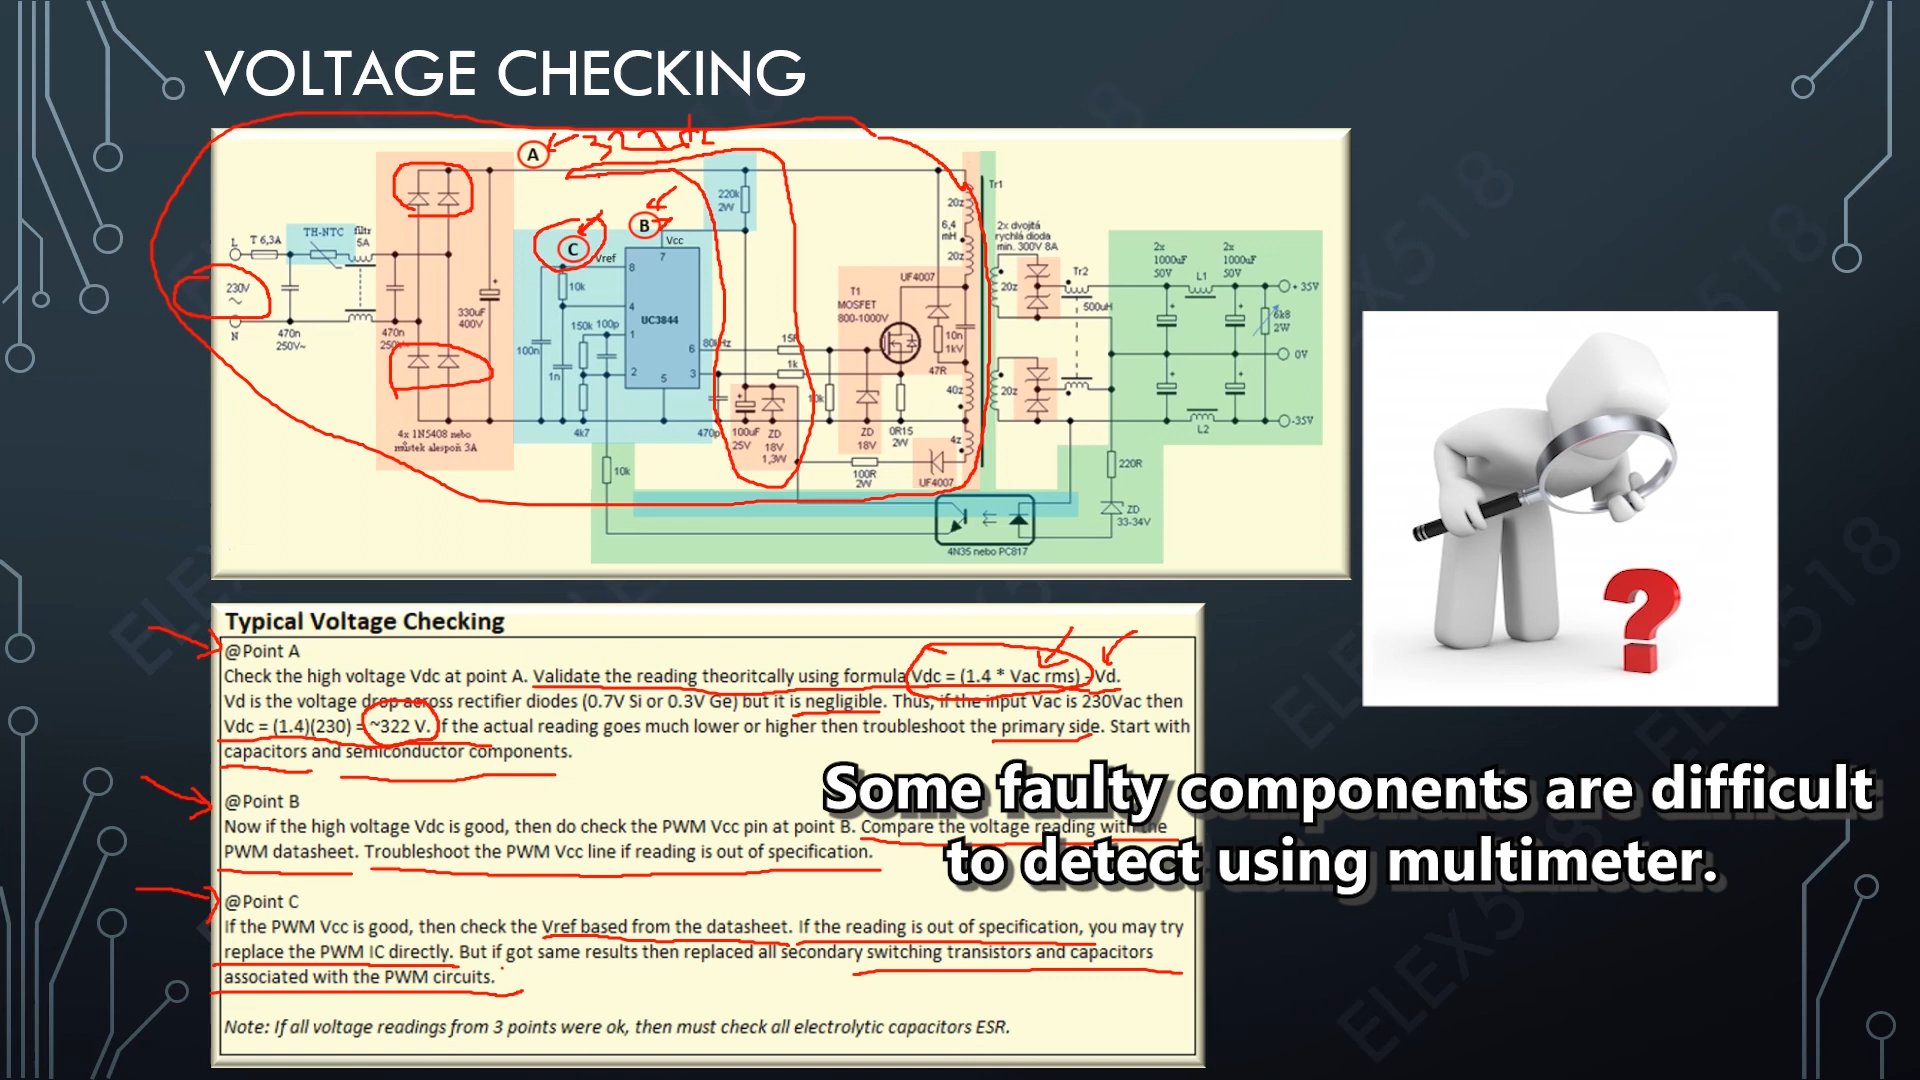 VOLTAGE CHECKING
A
322 dc
B
C
Vcc
7
Vref
8
4
UC3844
1
2
5
6
3
80kHz
L
T 6,3A
TH-NTC
filtr
5A
230V
~
N
470n
250V~
470n
250V~
330uF
400V
4x 1N5408 nebo
můstek alespoň 3A
10k
150k 100p
100n
1n
4k7
10k
220k
2W
15R
1k
10k
470p
100uF
25V
ZD
18V
1,3W
T1
MOSFET
800-1000V
UF4007
10n
1kV
47R
ZD
18V
0R15
2W
100R
2W
UF4007
Tr1
20z
6,4
mH
20z
40z
4z
2x dvojitá
rychlá dioda
min. 300V 8A
20z
20z
Tr2
500uH
2x
1000uF
50V
2x
1000uF
50V
L1
L2
+ 35V
6k8
2W
0V
-35V
220R
ZD
33-34V
4N35 nebo PC817
Typical Voltage Checking
@Point A
Check the high voltage Vdc at point A. Validate the reading theoritcally using formula Vdc = (1.4 * Vac rms) - Vd.
Vd is the voltage drop across rectifier diodes (0.7V Si or 0.3V Ge) but it is negligible. Thus, if the input Vac is 230Vac then
Vdc = (1.4)(230) = ~322 V. If the actual reading goes much lower or higher then troubleshoot the primary side. Start with
capacitors and semiconductor components.
@Point B
Now if the high voltage Vdc is good, then do check the PWM Vcc pin at point B. Compare the voltage reading with the
PWM datasheet. Troubleshoot the PWM Vcc line if reading is out of specification.
@Point C
If the PWM Vcc is good, then check the Vref based from the datasheet. If the reading is out of specification, you may try
replace the PWM IC directly. But if got same results then replaced all secondary switching transistors and capacitors
associated with the PWM circuits.
Note: If all voltage readings from 3 points were ok, then must check all electrolytic capacitors ESR.
Some faulty components are difficult
to detect using multimeter.
?
ELEX518